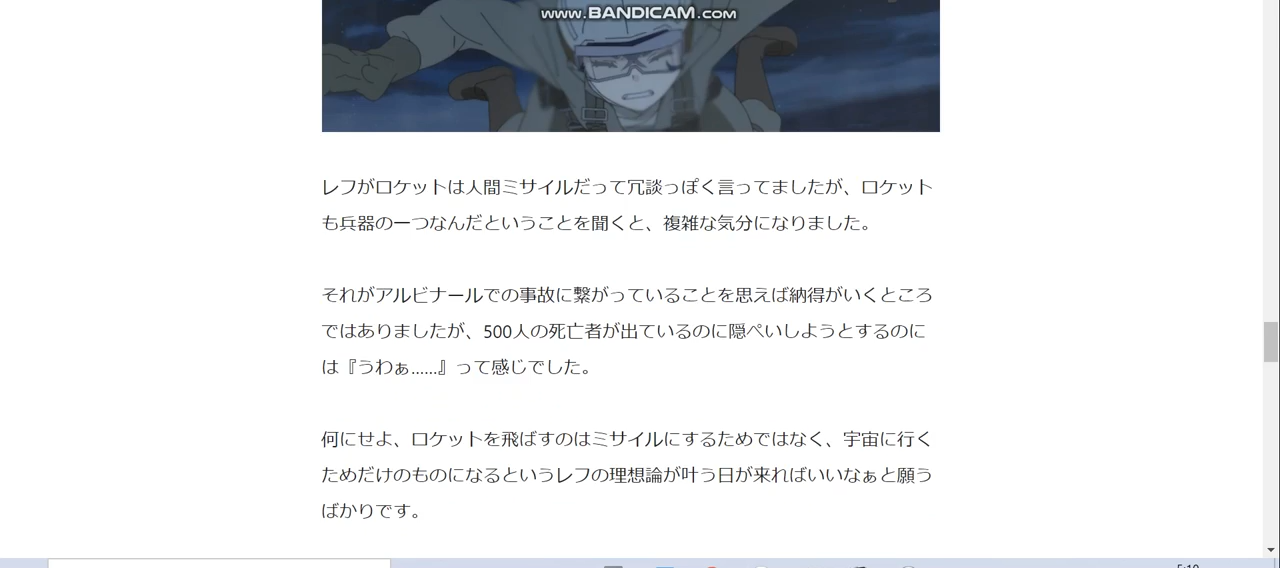 www.BANDICAM.com
レフがロケットは人間ミサイルだって冗談っぽく言ってましたが、ロケット
も兵器の一つなんだということを聞くと、複雑な気分になりました。
それがアルビナールでの事故に繋がっていることを思えば納得がいくところ
ではありましたが、500人の死亡者が出ているのに隠ぺいしようとするのに
は『うわぁ……』って感じでした。
何にせよ、ロケットを飛ばすのはミサイルにするためではなく、宇宙に行く
ためだけのものになるというレフの理想論が叶う日が来ればいいなぁと願う
ばかりです。